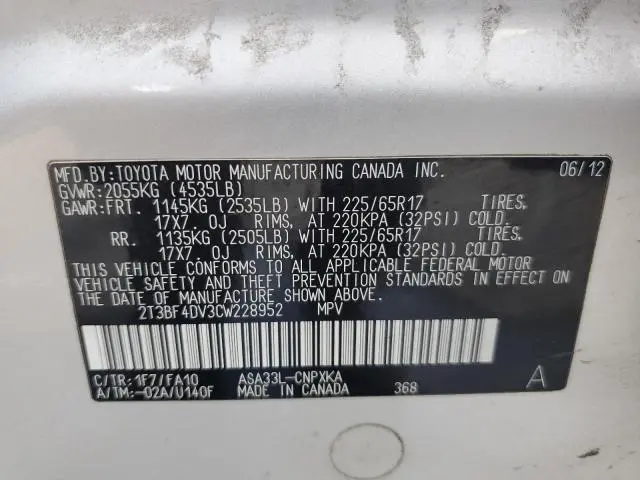 MFD.BY:TOYOTA MOTOR MANUFACTURING CANADA INC. 06/12
GVWR:2055KG (4535LB)
GAWR:FRT. 1145KG (2535LB) WITH 225/65R17 TIRES,
17X7.0J RIMS, AT 220KPA (32PSI) COLD.
RR. 1135KG (2505LB) WITH 225/65R17 TIRES,
17X7.0J RIMS, AT 220KPA (32PSI) COLD.
THIS VEHICLE CONFORMS TO ALL APPLICABLE FEDERAL MOTOR
VEHICLE SAFETY AND THEFT PREVENTION STANDARDS IN EFFECT ON
THE DATE OF MANUFACTURE SHOWN ABOVE.
2T3BF4DV3CW228952 MPV
C/TR:1F7/FA10 ASA33L-CNPXKA A
A/TM:-02A/U140F MADE IN CANADA 368